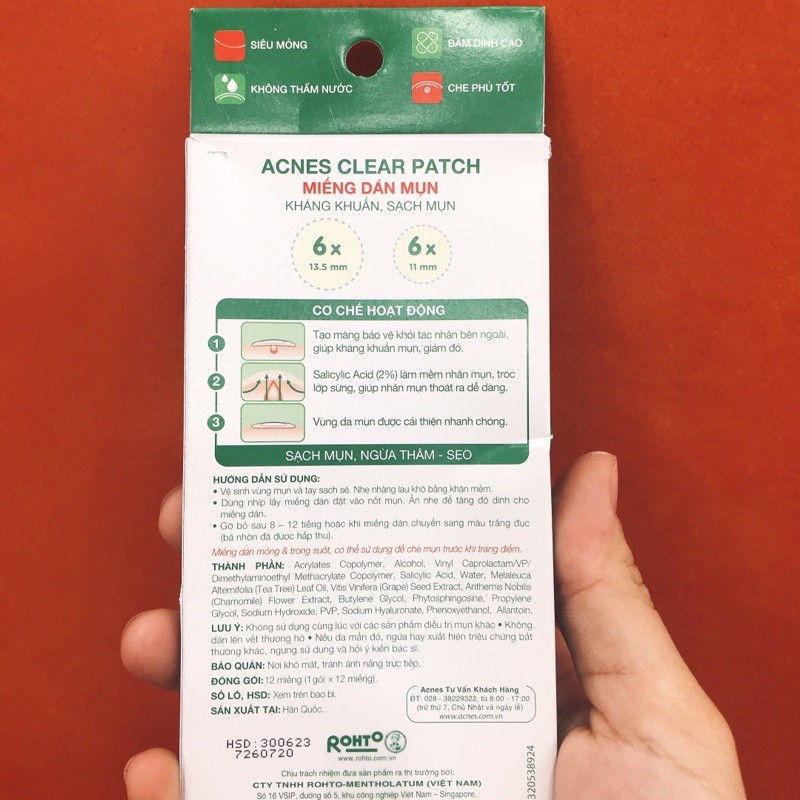 SIÊU MỎNG
BÁM DÍNH CAO
KHÔNG THẤM NƯỚC
CHE PHỦ TỐT
ACNES CLEAR PATCH
MIẾNG DÁN MỤN
KHÁNG KHUẨN, SẠCH MỤN
6x
13.5 mm
6x
11 mm
CƠ CHẾ HOẠT ĐỘNG
1
Tạo màng bảo vệ khỏi tác nhân bên ngoài,
giúp kháng khuẩn mụn, giảm đỏ.
2
Salicylic Acid (2%) làm mềm nhân mụn, tróc
lớp sừng, giúp nhân mụn thoát ra dễ dàng.
3
Vùng da mụn được cải thiện nhanh chóng.
SẠCH MỤN, NGỪA THÂM - SẸO
HƯỚNG DẪN SỬ DỤNG:
• Vệ sinh vùng mụn và tay sạch sẽ. Nhẹ nhàng lau khô bằng khăn mềm.
• Dùng nhíp lấy miếng dán đặt vào nốt mụn. Ấn nhẹ để tăng độ dính cho
miếng dán.
• Gỡ bỏ sau 8 – 12 tiếng hoặc khi miếng dán chuyển sang màu trắng đục
(bã nhờn đã được hấp thu).
Miếng dán mỏng & trong suốt, có thể sử dụng để che mụn trước khi trang điểm.
THÀNH PHẦN: Acrylates Copolymer, Alcohol, Vinyl Caprolactam/VP/
Dimethylaminoethyl Methacrylate Copolymer, Salicylic Acid, Water, Melaleuca
Alternifolia (Tea Tree) Leaf Oil, Vitis Vinifera (Grape) Seed Extract, Anthemis Nobilis
(Chamomile) Flower Extract, Butylene Glycol, Phytosphingosine, Propylene
Glycol, Sodium Hydroxide, PVP, Sodium Hyaluronate, Phenoxyethanol, Allantoin.
LƯU Ý: Không sử dụng cùng lúc với các sản phẩm điều trị mụn khác • Không
dán lên vết thương hở • Nếu da mẩn đỏ, ngứa hay xuất hiện triệu chứng bất
thường khác, ngưng sử dụng và hỏi ý kiến bác sĩ.
BẢO QUẢN: Nơi khô mát, tránh ánh nắng trực tiếp.
ĐÓNG GÓI: 12 miếng (1 gói x 12 miếng).
SỐ LÔ, HSD: Xem trên bao bì.
SẢN XUẤT TẠI: Hàn Quốc.
Acnes Tư Vấn Khách Hàng
ĐT: 028 - 38229322, từ 8:00 - 17:00
(trừ thứ 7, Chủ Nhật và ngày lễ)
www.acnes.com.vn
HSD:300623
7260720
ROHTO
www.rohto.com.vn
Chịu trách nhiệm đưa sản phẩm ra thị trường bởi:
CTY TNHH ROHTO-MENTHOLATUM (VIỆT NAM)
Số 16 VSIP, đường số 5, khu công nghiệp Việt Nam – Singapore,
320538924